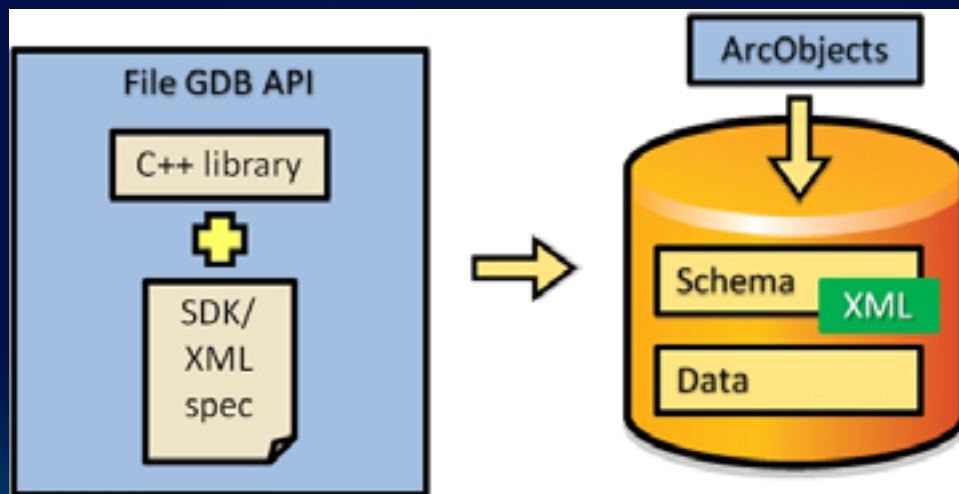 File GDB API
C++ library
SDK/
XML
spec
ArcObjects
Schema
XML
Data